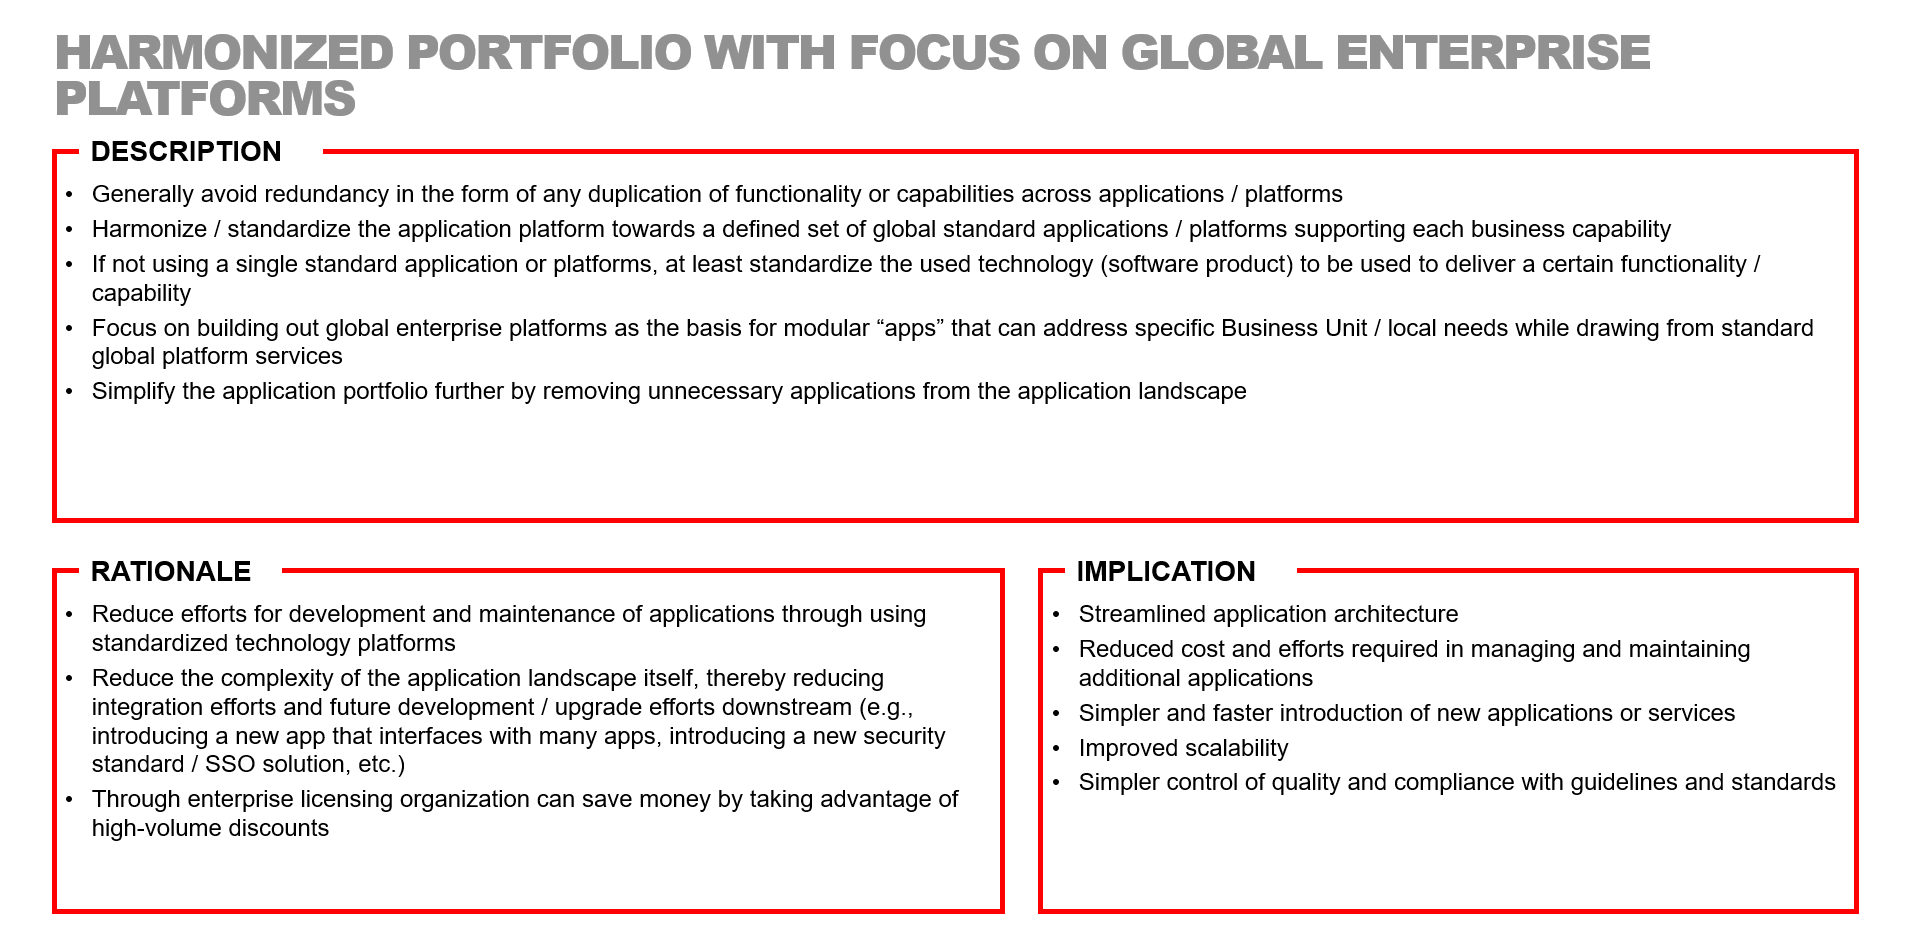 HARMONIZED PORTFOLIO WITH FOCUS ON GLOBAL ENTERPRISE
PLATFORMS
DESCRIPTION
• Generally avoid redundancy in the form of any duplication of functionality or capabilities across applications / platforms
• Harmonize / standardize the application platform towards a defined set of global standard applications / platforms supporting each business capability
• If not using a single standard application or platforms, at least standardize the used technology (software product) to be used to deliver a certain functionality /
capability
• Focus on building out global enterprise platforms as the basis for modular “apps” that can address specific Business Unit / local needs while drawing from standard
global platform services
• Simplify the application portfolio further by removing unnecessary applications from the application landscape
RATIONALE
• Reduce efforts for development and maintenance of applications through using
standardized technology platforms
• Reduce the complexity of the application landscape itself, thereby reducing
integration efforts and future development / upgrade efforts downstream (e.g.,
introducing a new app that interfaces with many apps, introducing a new security
standard / SSO solution, etc.)
• Through enterprise licensing organization can save money by taking advantage of
high-volume discounts
IMPLICATION
• Streamlined application architecture
• Reduced cost and efforts required in managing and maintaining
additional applications
• Simpler and faster introduction of new applications or services
• Improved scalability
• Simpler control of quality and compliance with guidelines and standards